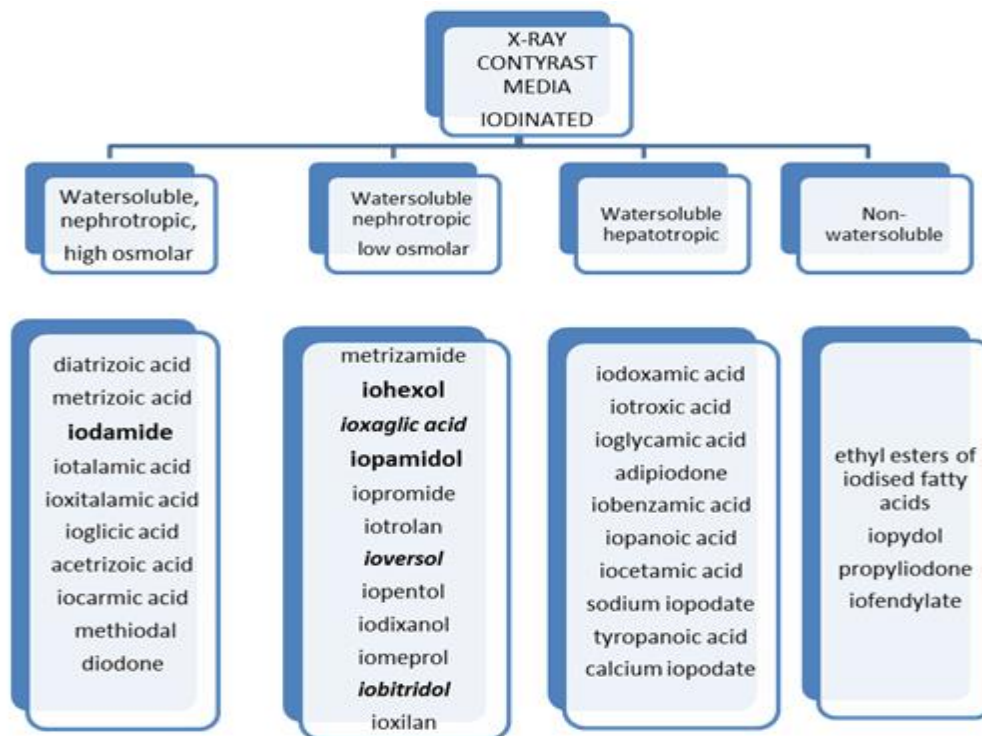 X-RAY
CONTYRAST
MEDIA
IODINATED
Watersoluble,
nephrotropic,
high osmolar
Watersoluble
nephrotropic
low osmolar
Watersoluble
hepatotropic
Non-
watersoluble
diatrizoic acid
metrizoic acid
iodamide
iotalamic acid
ioxitalamic acid
ioglicic acid
acetrizoic acid
iocarmic acid
methiodal
diodone
metrizamide
iohexol
ioxaglic acid
iopamidol
iopromide
iotrolan
ioversol
iopentol
iodixanol
iomeprol
iobitridol
ioxilan
iodoxamic acid
iotroxic acid
ioglycamic acid
adipiodone
iobenzamic acid
iopanoic acid
iocetamic acid
sodium iopodate
tyropanoic acid
calcium iopodate
ethyl esters of
iodised fatty
acids
iopydol
propyliodone
iofendylate